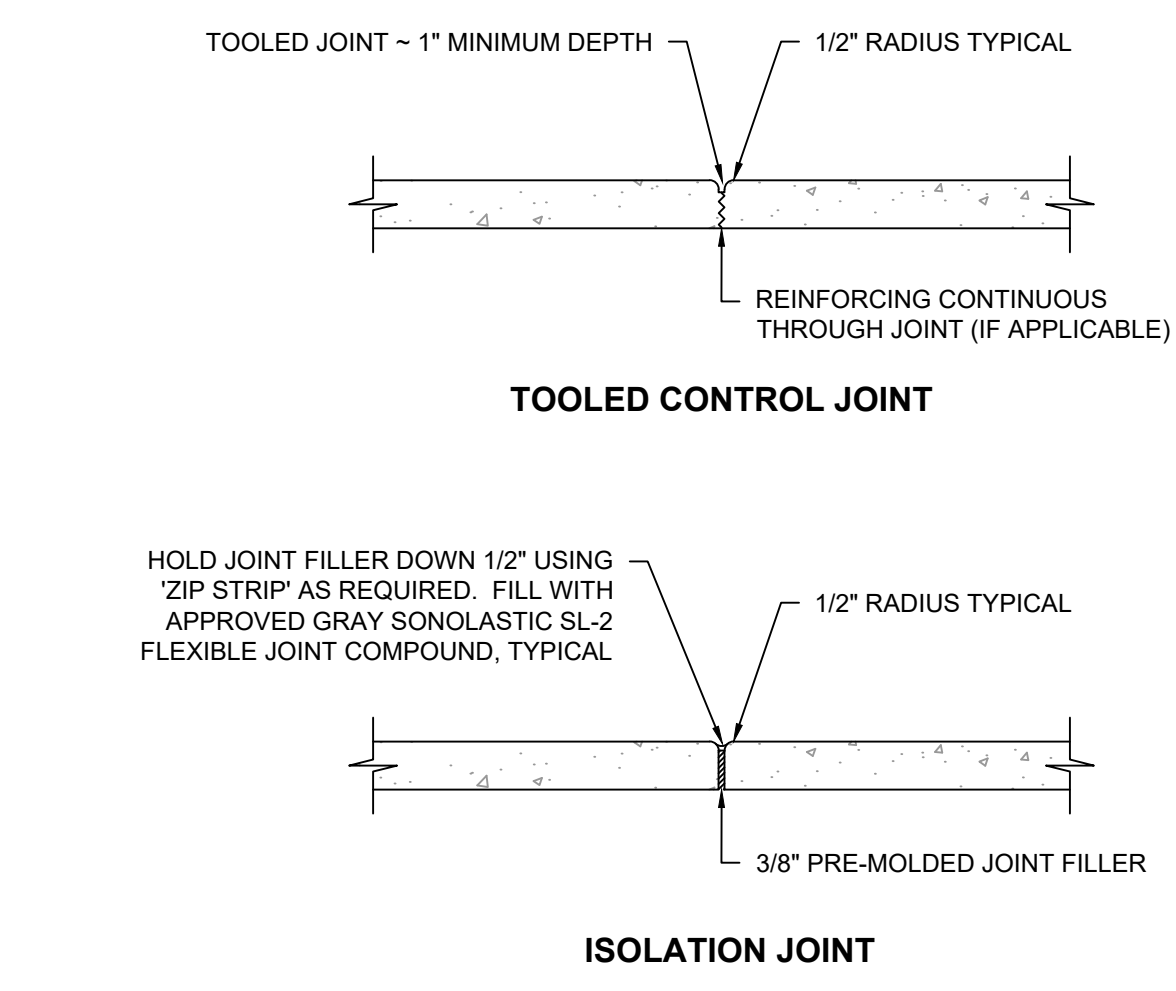 TOOLED JOINT ~ 1" MINIMUM DEPTH
1/2" RADIUS TYPICAL
REINFORCING CONTINUOUS
THROUGH JOINT (IF APPLICABLE)
TOOLED CONTROL JOINT
HOLD JOINT FILLER DOWN 1/2" USING
'ZIP STRIP' AS REQUIRED.  FILL WITH
APPROVED GRAY SONOLASTIC SL-2
FLEXIBLE JOINT COMPOUND, TYPICAL
1/2" RADIUS TYPICAL
3/8" PRE-MOLDED JOINT FILLER
ISOLATION JOINT